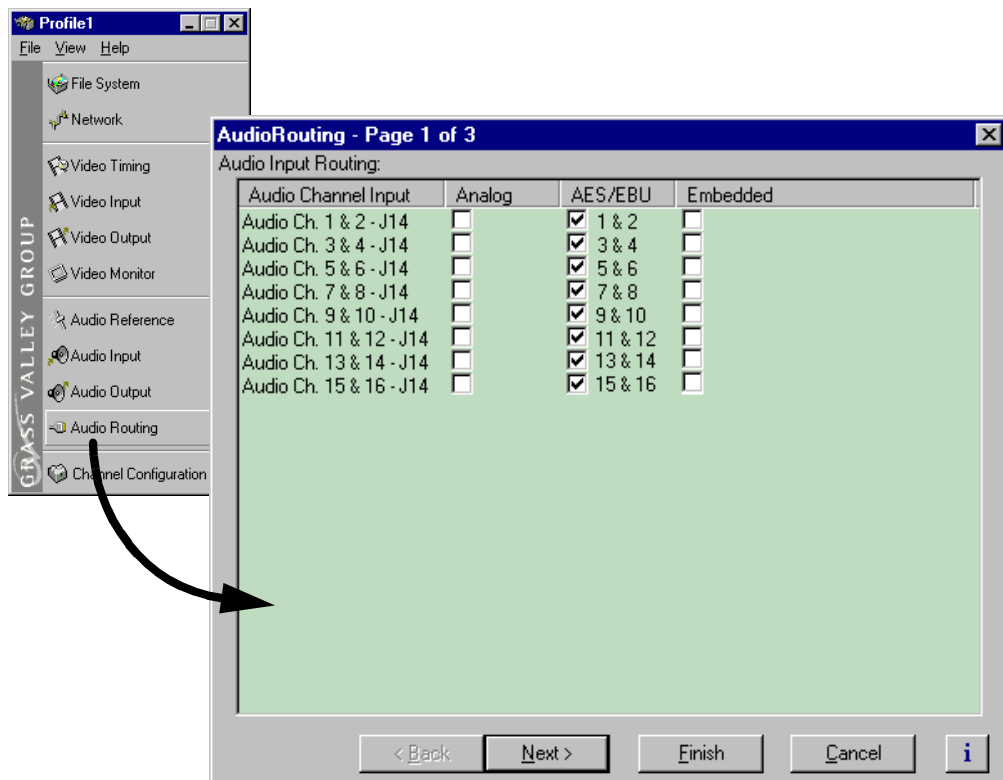 Profile1
File View Help
File System
Network
Video Timing
Video Input
Video Output
Video Monitor
Audio Reference
Audio Input
Audio Output
Audio Routing
Channel Configuration
GRASS VALLEY GROUP
AudioRouting - Page 1 of 3
Audio Input Routing:
Audio Channel Input Analog AES/EBU Embedded
Audio Ch. 1 & 2 - J14 1 & 2
Audio Ch. 3 & 4 - J14 3 & 4
Audio Ch. 5 & 6 - J14 5 & 6
Audio Ch. 7 & 8 - J14 7 & 8
Audio Ch. 9 & 10 - J14 9 & 10
Audio Ch. 11 & 12 - J14 11 & 12
Audio Ch. 13 & 14 - J14 13 & 14
Audio Ch. 15 & 16 - J14 15 & 16
< Back Next > Finish Cancel i